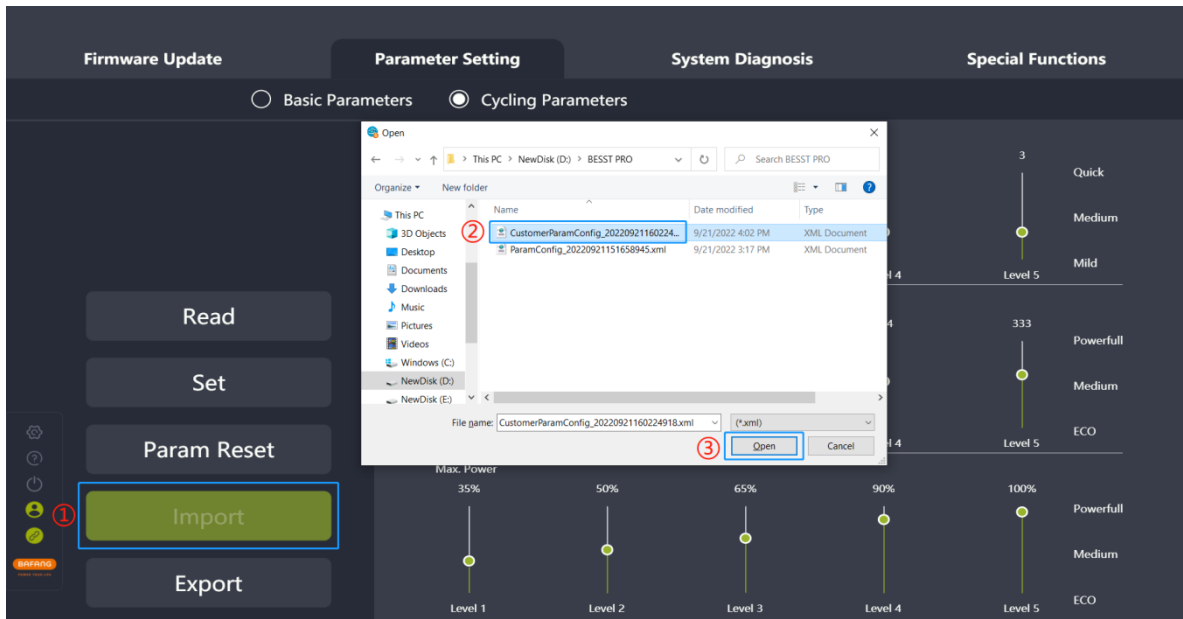 Firmware Update Parameter Setting System Diagnosis Special Functions
Basic Parameters Cycling Parameters
Open
This PC > NewDisk (D:) > BESST PRO Search BESST PRO
Organize New folder
Name Date modified Type
This PC
② CustomerParamConfig_20220921160224... 9/21/2022 4:02 PM XML Document
3D Objects
ParamConfig_20220921151658945.xml 9/21/2022 3:17 PM XML Document
Desktop
Documents
Downloads
Music
Pictures
Videos
Windows (C:)
NewDisk (D:)
NewDisk (E:)
File name: CustomerParamConfig_20220921160224918.xml (*.xml)
③ Open Cancel
3
Quick
Medium
Mild
4 Level 5
4 333
Powerfull
Medium
ECO
4 Level 5
Read
Set
Param Reset
① Import
Export
BAFANG
Max. Power
35% 50% 65% 90% 100%
Powerfull
Medium
ECO
Level 1 Level 2 Level 3 Level 4 Level 5